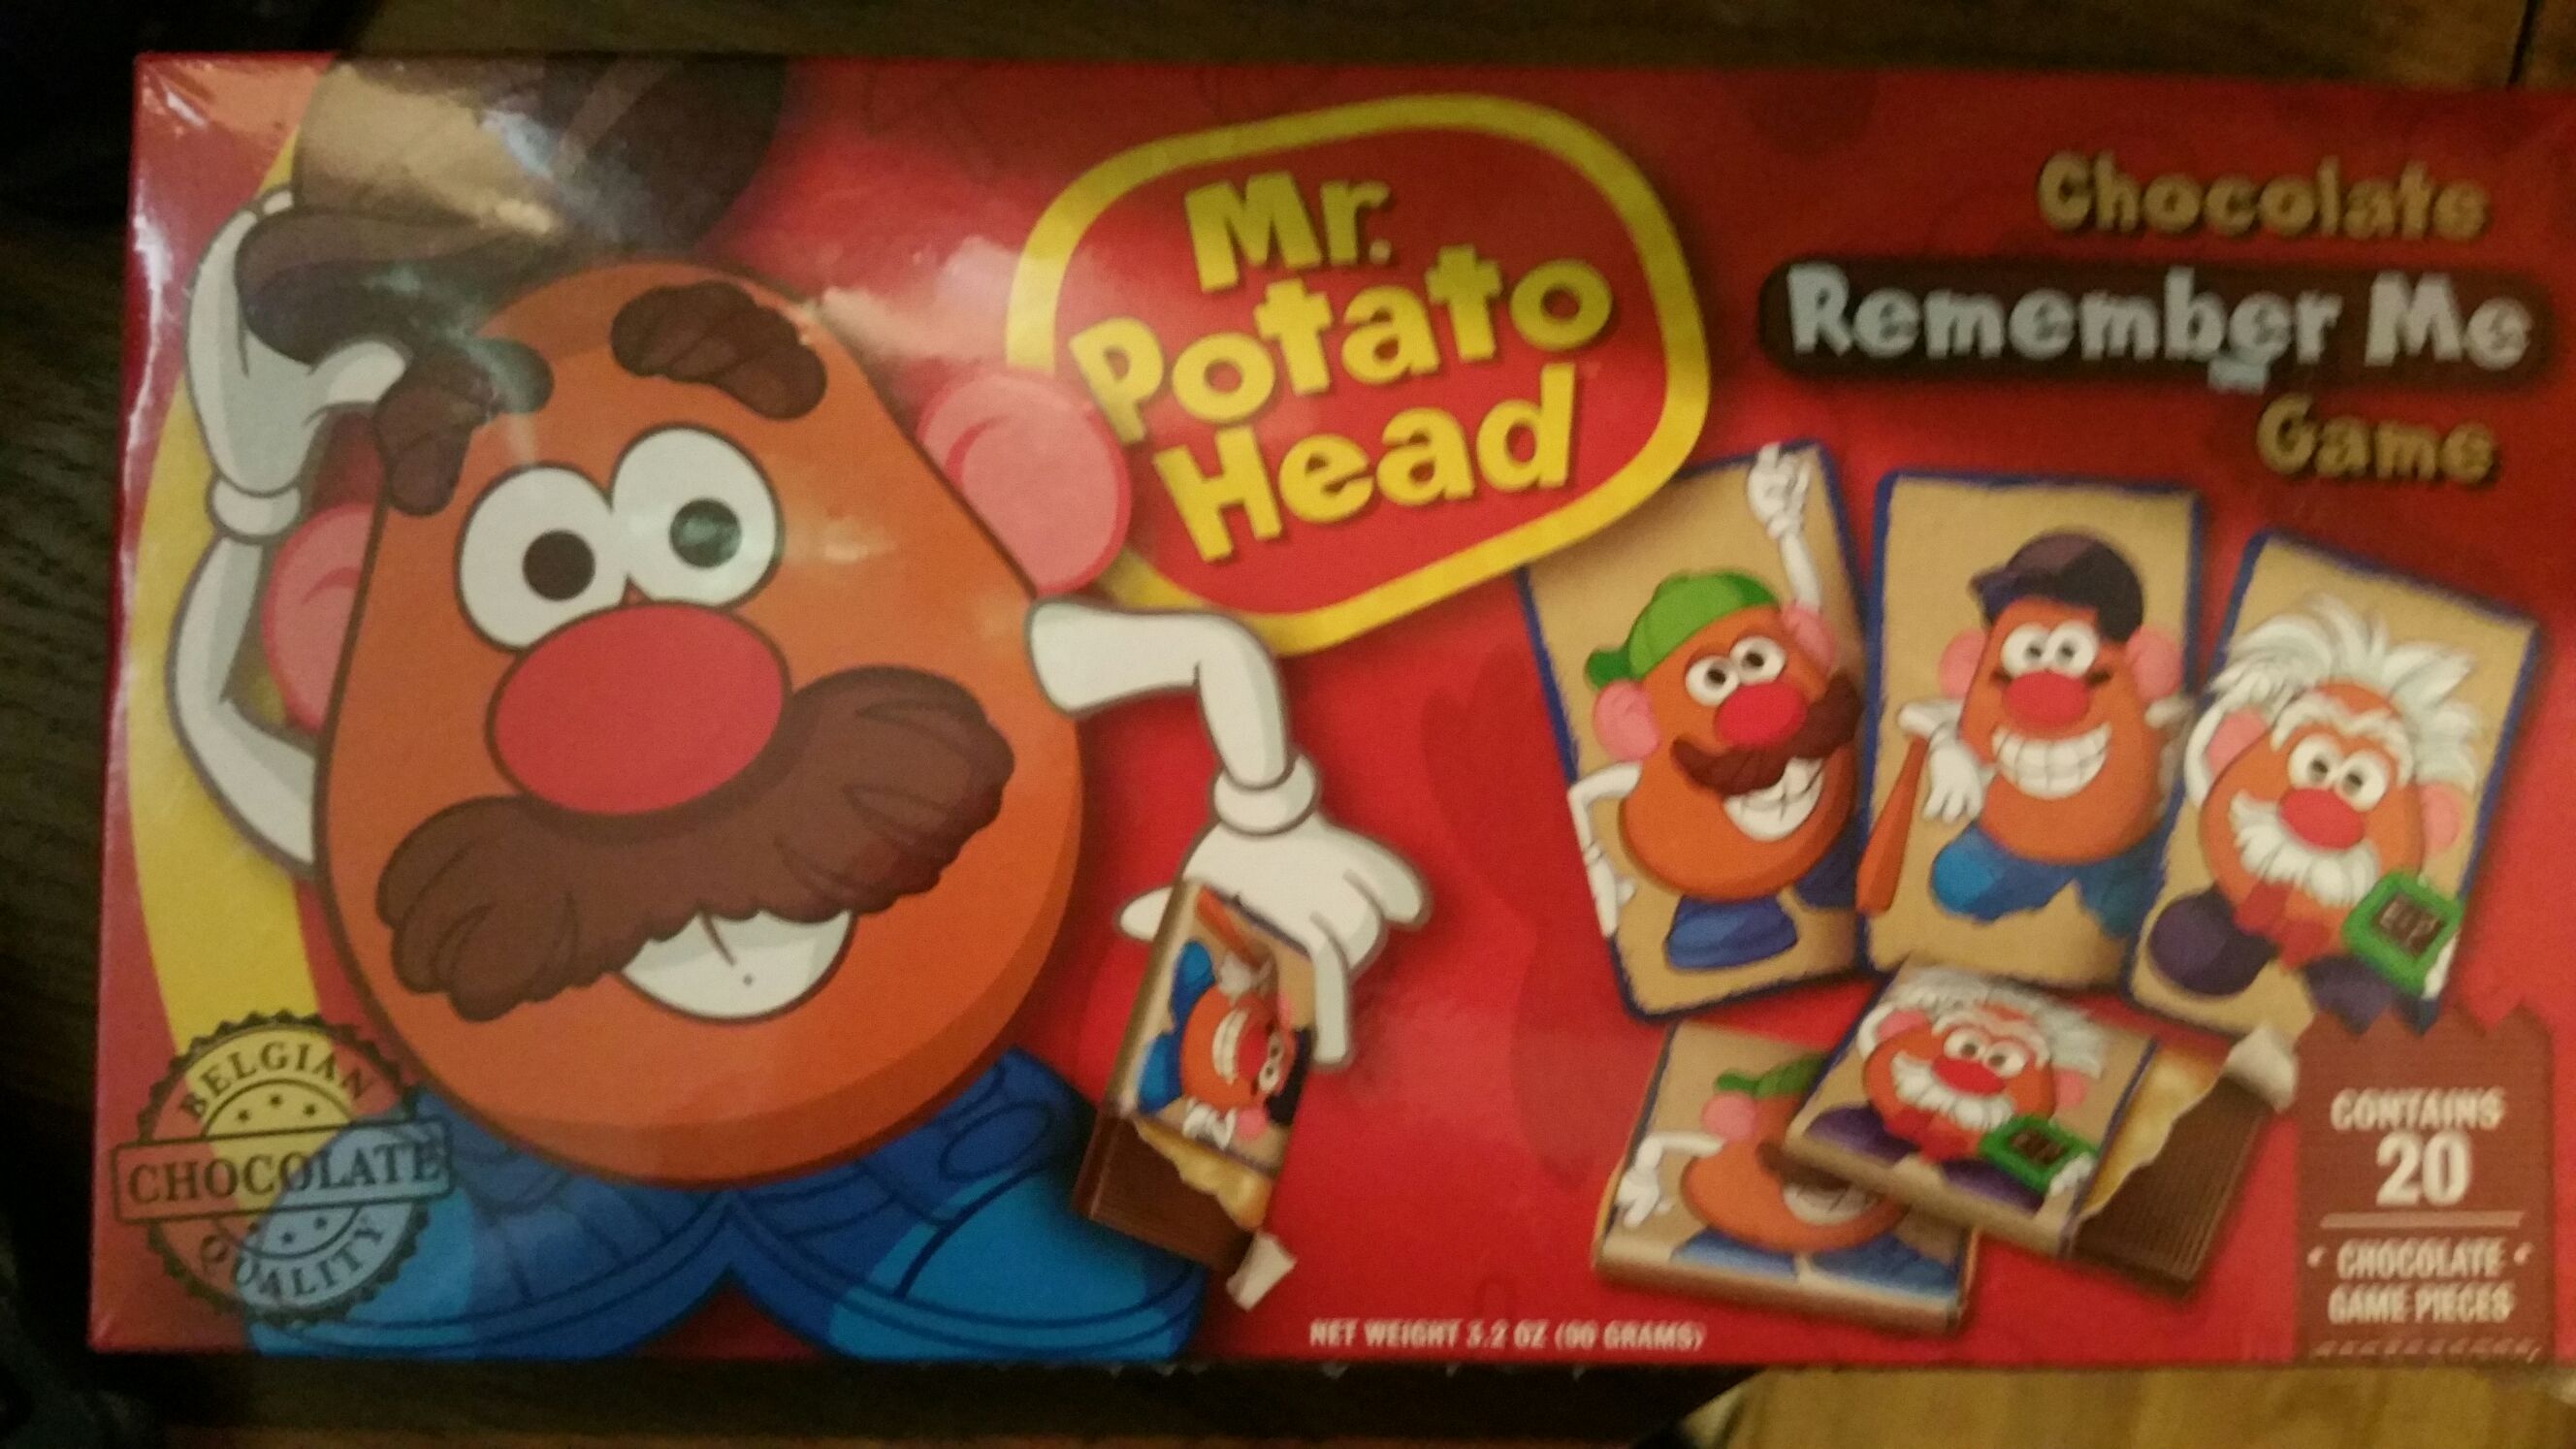 Mr.
Potato
Head
Chocolate
Remember Me
Game
BELGIAN
CHOCOLATE
QUALITY
CONTAINS
20
CHOCOLATE
GAME PIECES
NET WEIGHT 3.2 OZ (90 GRAMS)